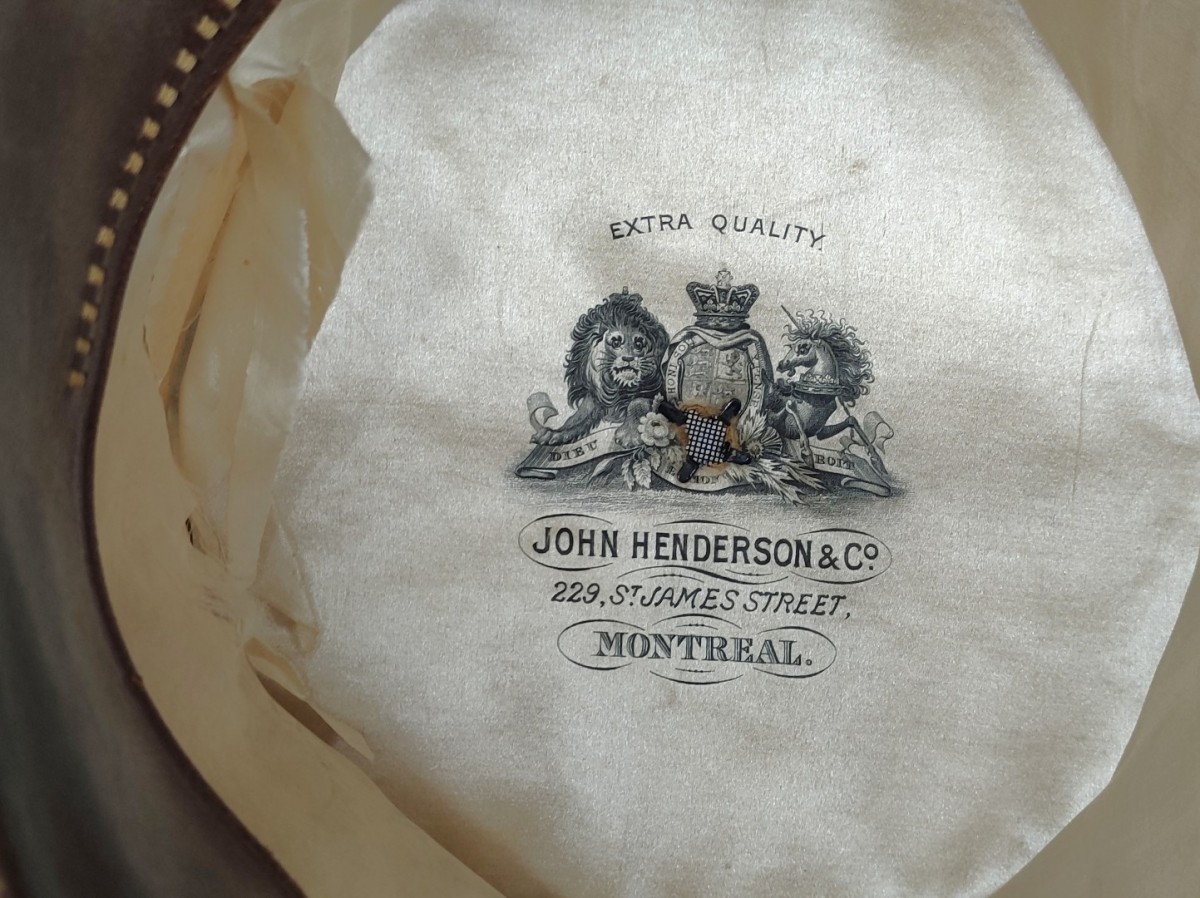 EXTRA QUALITY
DIEU
ROIT
JOHN HENDERSON & Co.
229, ST. JAMES STREET,
MONTREAL.